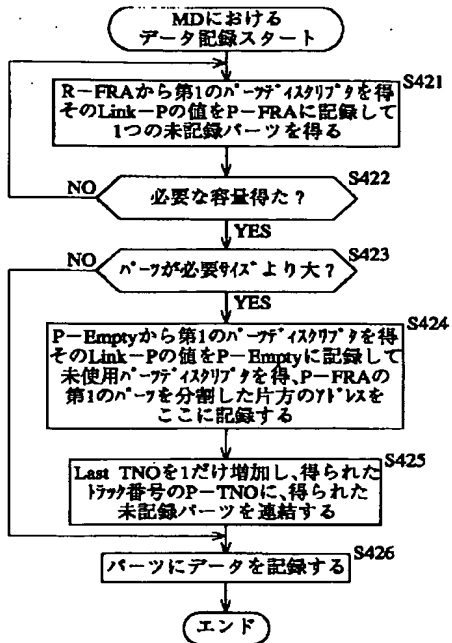 MDにおける
データ記録スタート
S421
R-FRAから第1のパーツディスクリプタを得
そのLink-Pの値をP-FRAに記録して
1つの未記録パーツを得る
S422
NO
必要な容量得た?
YES
S423
NO
パーツが必要サイズより大?
YES
S424
P-Emptyから第1のパーツディスクリプタを得
そのLink-Pの値をP-Emptyに記録して
未使用パーツディスクリプタを得、P-FRAの
第1のパーツを分割した片方のアドレスを
ここに記録する
S425
Last TNOを1だけ増加し、得られた
トラック番号のP-TNOに、得られた
未記録パーツを連結する
S426
パーツにデータを記録する
エンド